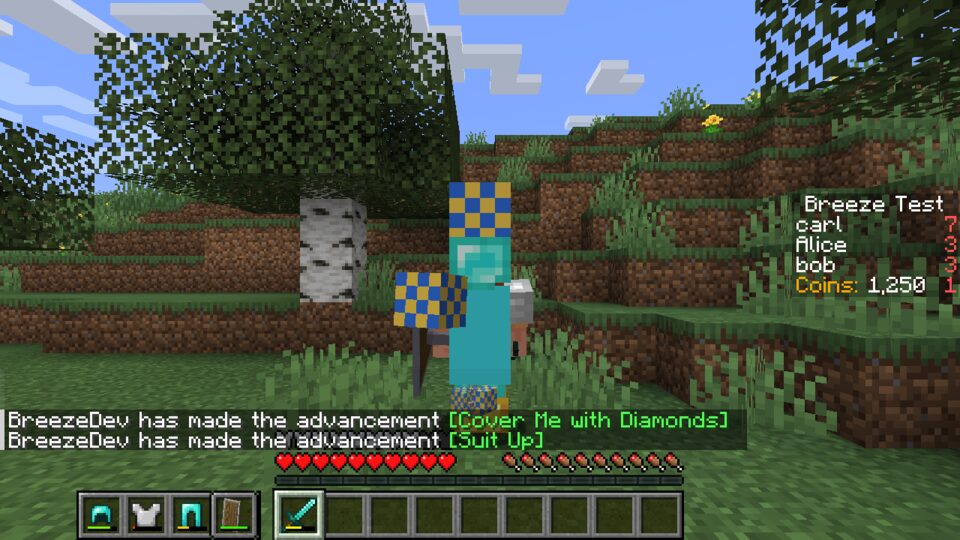 Breeze Test
carl 7
Alice 3
bob 3
Coins: 1,250 1
BreezeDev has made the advancement [Cover Me with Diamonds]
BreezeDev has made the advancement [Suit Up]